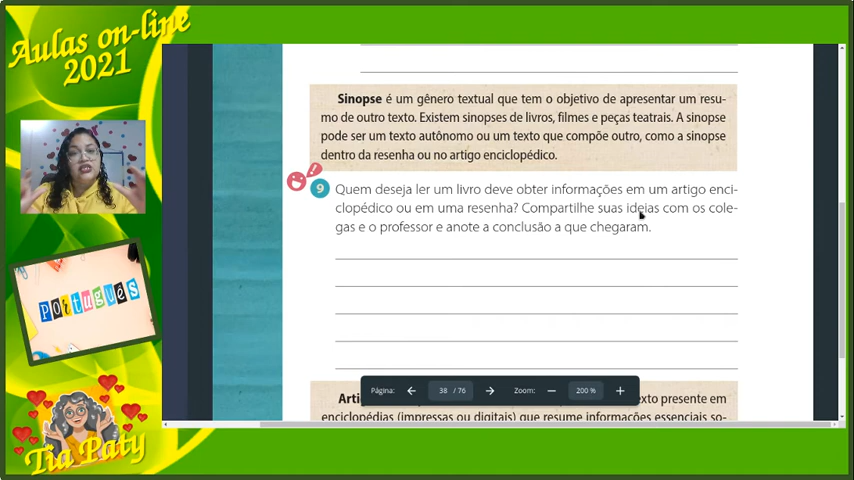 Aulas on-line
2021
Sinopse é um gênero textual que tem o objetivo de apresentar um resu-
mo de outro texto. Existem sinopses de livros, filmes e peças teatrais. A sinopse
pode ser um texto autônomo ou um texto que compõe outro, como a sinopse
dentro da resenha ou no artigo enciclopédico.
9 Quem deseja ler um livro deve obter informações em um artigo enci-
clopédico ou em uma resenha? Compartilhe suas ideias com os cole-
gas e o professor e anote a conclusão a que chegaram.
Português
Página: 38 / 76 Zoom: 200 %
exto presente em
enciclopédias (impressas ou digitais) que resume informações essenciais so-
Tia Paty